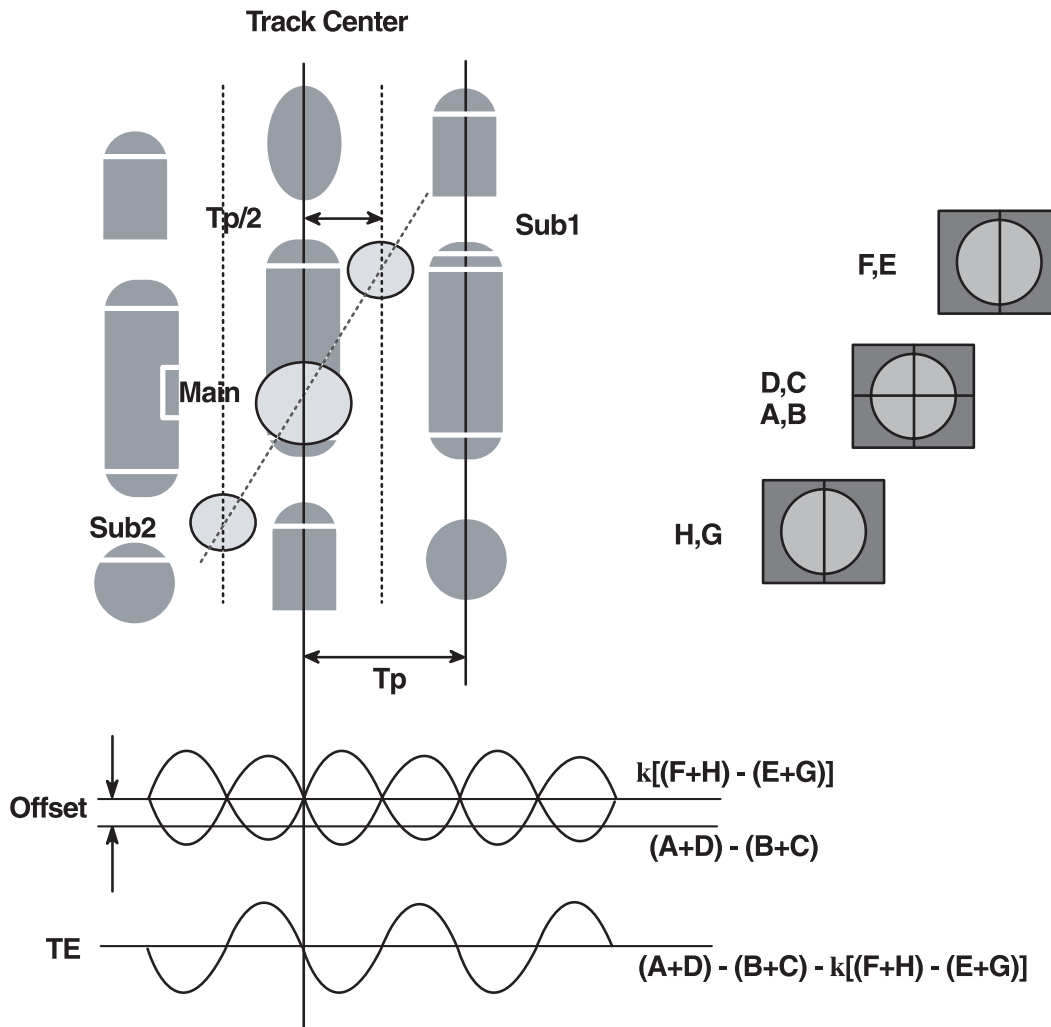 Track Center
Tp/2
Sub1
F,E
Main
D,C
A,B
Sub2
H,G
Tp
k[(F+H) - (E+G)]
Offset
(A+D) - (B+C)
TE
(A+D) - (B+C) - k[(F+H) - (E+G)]